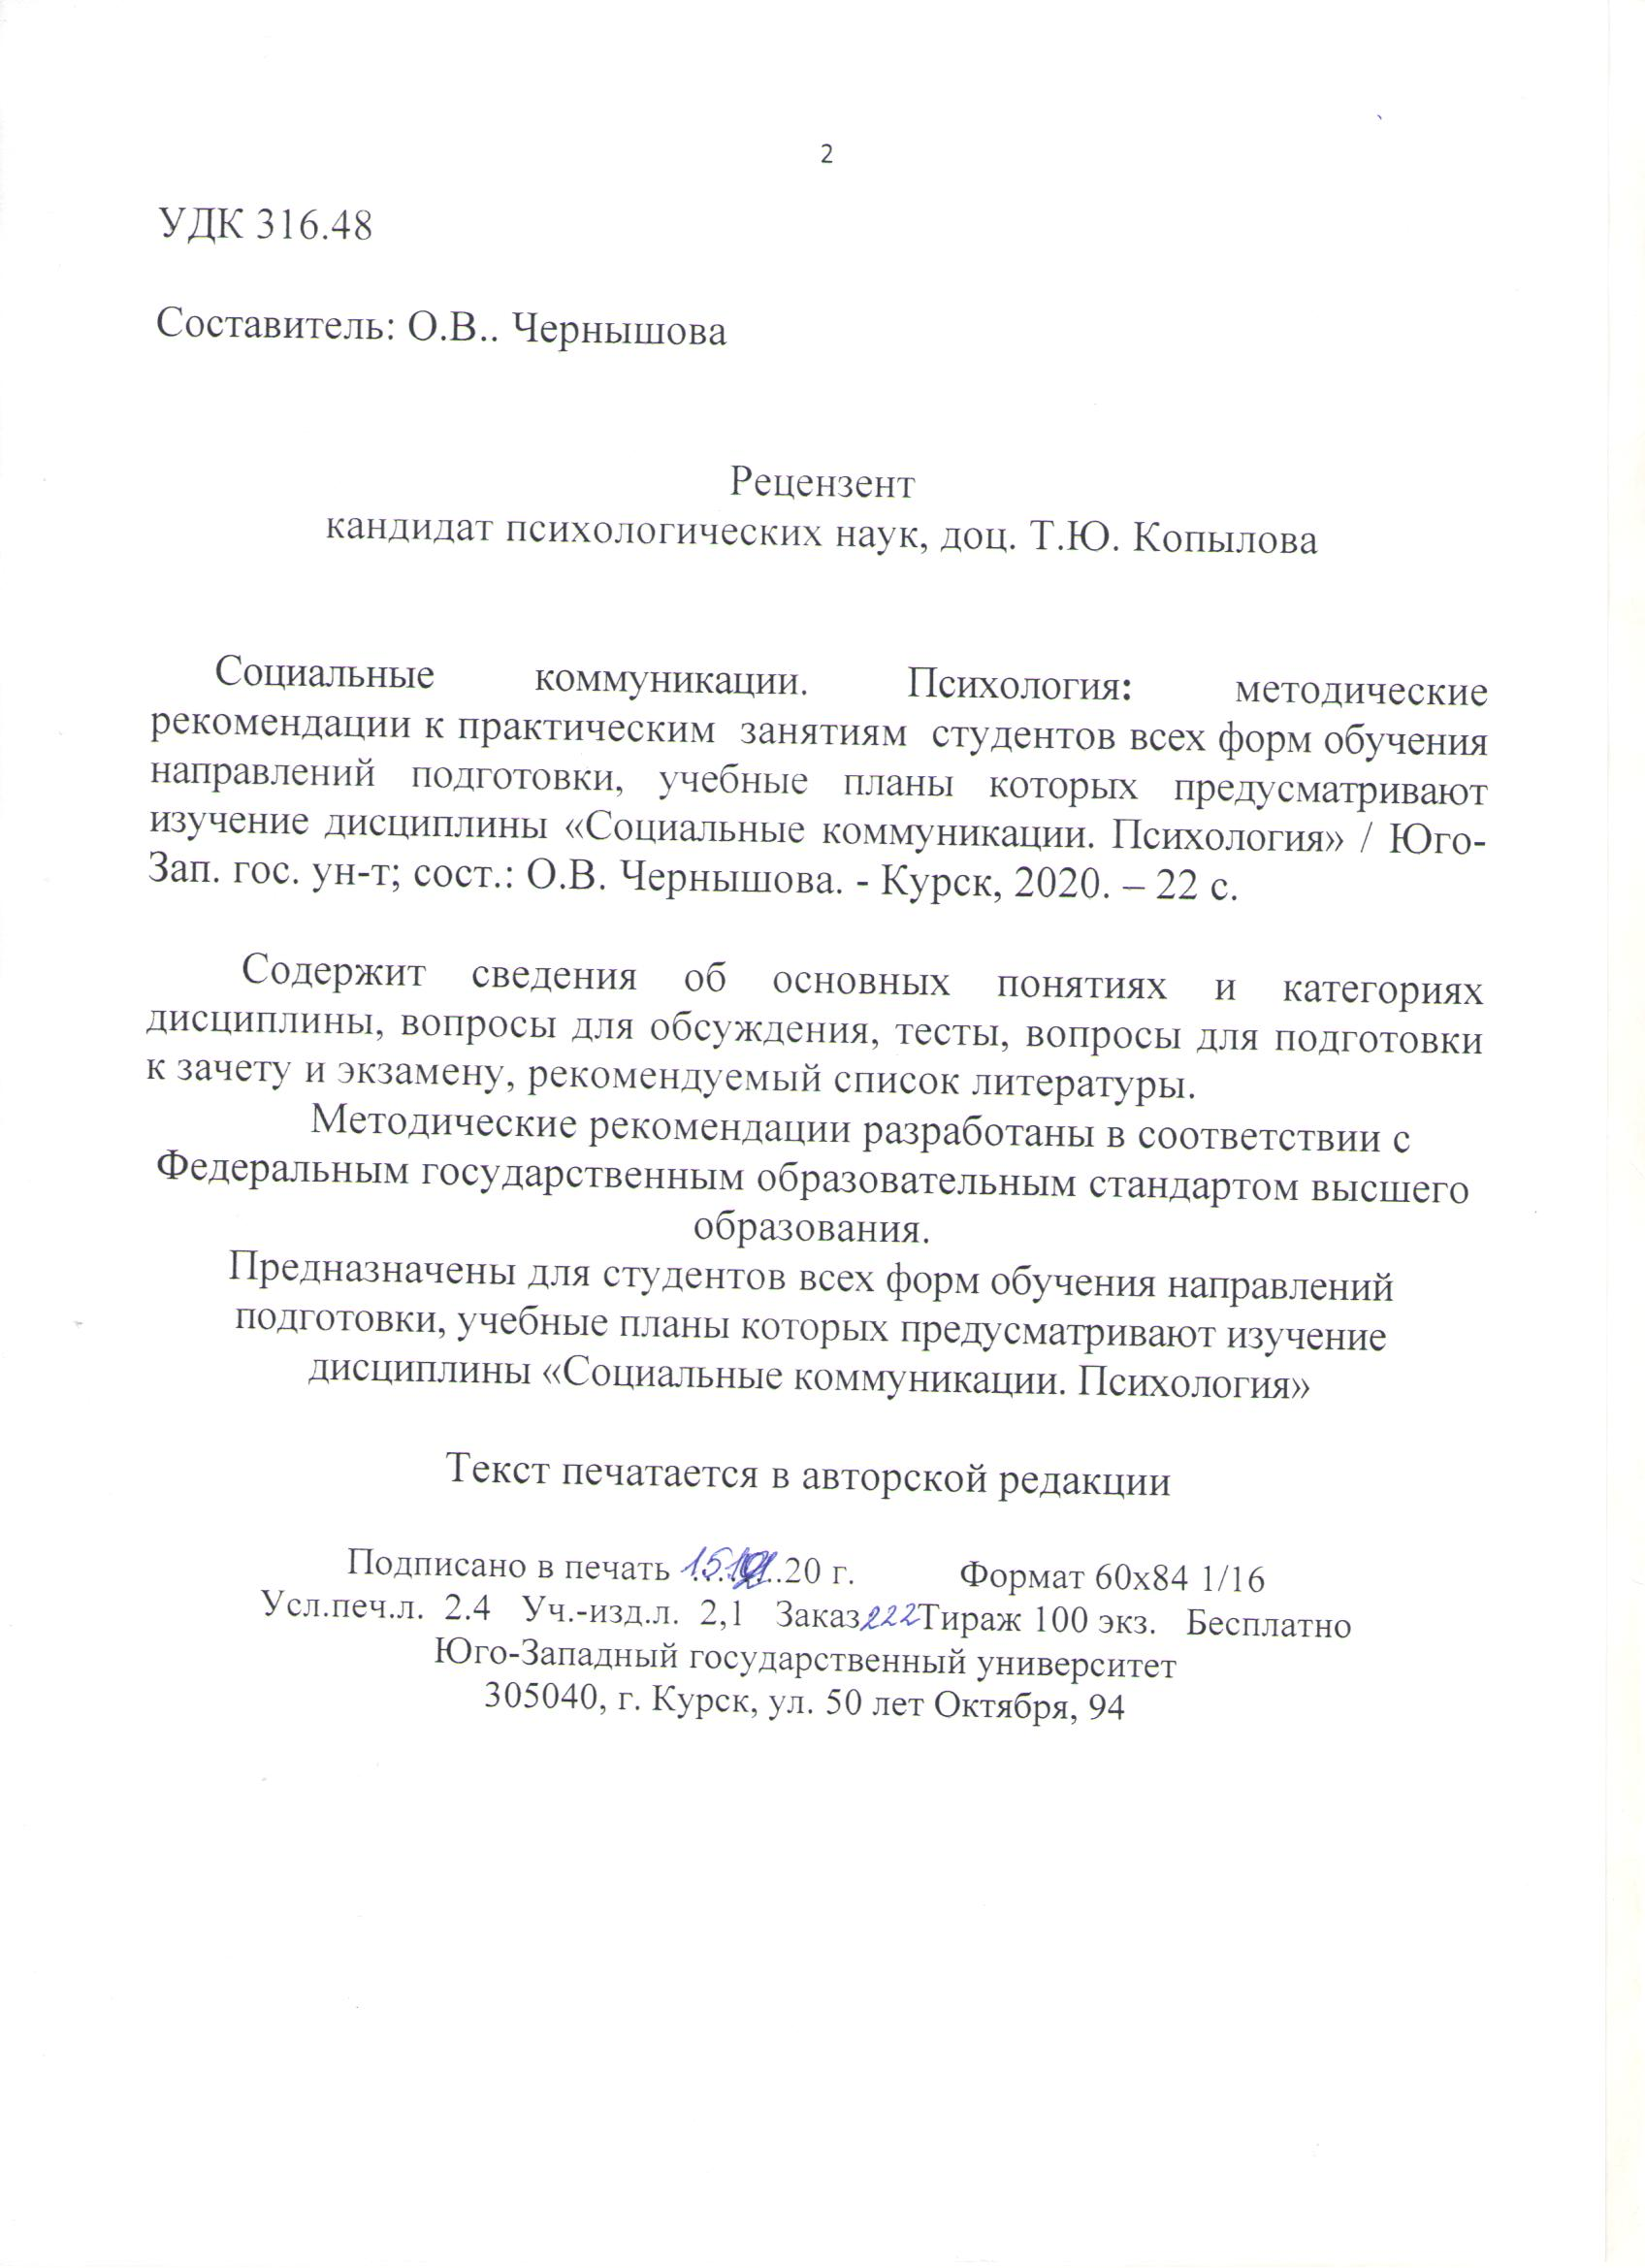 2
УДК 316.48
Составитель: О.В.. Чернышова
Рецензент
кандидат психологических наук, доц. Т.Ю. Копылова
Социальные коммуникации. Психология: методические
рекомендации к практическим занятиям студентов всех форм обучения
направлений подготовки, учебные планы которых предусматривают
изучение дисциплины «Социальные коммуникации. Психология» / Юго-
Зап. гос. ун-т; сост.: О.В. Чернышова. - Курск, 2020. – 22 с.
Содержит сведения об основных понятиях и категориях
дисциплины, вопросы для обсуждения, тесты, вопросы для подготовки
к зачету и экзамену, рекомендуемый список литературы.
Методические рекомендации разработаны в соответствии с
Федеральным государственным образовательным стандартом высшего
образования.
Предназначены для студентов всех форм обучения направлений
подготовки, учебные планы которых предусматривают изучение
дисциплины «Социальные коммуникации. Психология»
Текст печатается в авторской редакции
Подписано в печать .20 г. Формат 60х84 1/16
Усл.печ.л. 2.4 Уч.-изд.л. 2,1 Заказ 222 Тираж 100 экз. Бесплатно
Юго-Западный государственный университет
305040, г. Курск, ул. 50 лет Октября, 94